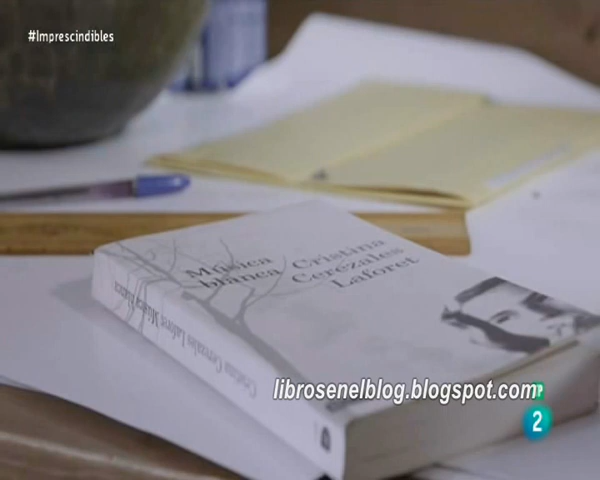 #Imprescindibles
Música
blanca
Cristina
Cerezales
Laforet
Cristina Cerezales Laforet Música blanca
librosenelblog.blogspot.com
2